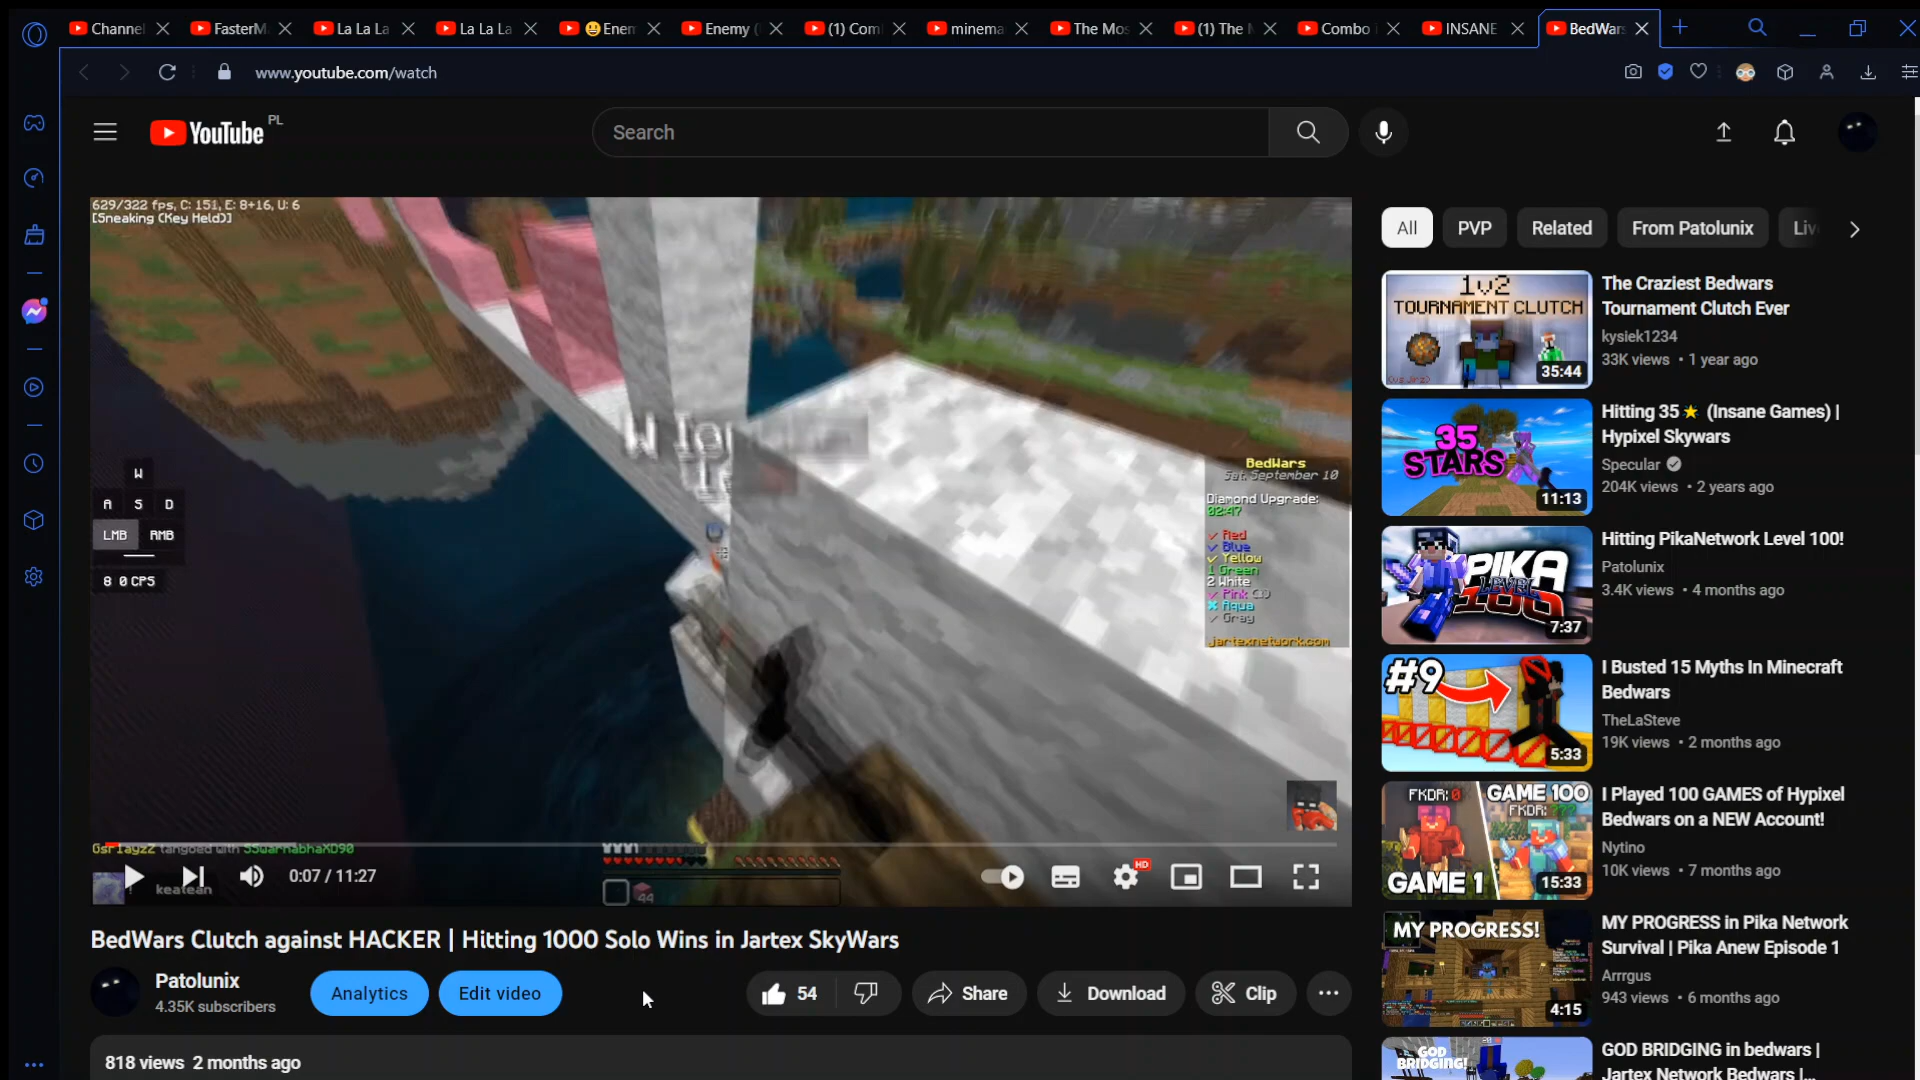 Channel
FasterM
La La La
La La La
😀Enem
Enemy (
(1) Com
minema
The Mos
(1) The M
Combo
INSANE
BedWars
www.youtube.com/watch
YouTube PL
Search
629/322 fps, C: 151, E: 8+16, U: 6
[Sneaking (Key Held)]
W
A S D
LMB RMB
8 0 CPS
BedWars
Sat. September 10
Diamond Upgrade:
02:47
✓ Red
✓ Blue
✓ Yellow
1 Green
2 White
✓ Pink
✖ Aqua
✓ Gray
jartexnetwork.com
keatean
44
0:07 / 11:27
HD
BedWars Clutch against HACKER | Hitting 1000 Solo Wins in Jartex SkyWars
Patolunix
4.35K subscribers
Analytics
Edit video
54
Share
Download
Clip
818 views 2 months ago
All
PVP
Related
From Patolunix
Liv
1v2
TOURNAMENT CLUTCH
35:44
The Craziest Bedwars
Tournament Clutch Ever
kysiek1234
33K views • 1 year ago
35
STARS
11:13
Hitting 35⭐ (Insane Games) |
Hypixel Skywars
Specular
204K views • 2 years ago
PIKA
LEVEL
100
7:37
Hitting PikaNetwork Level 100!
Patolunix
3.4K views • 4 months ago
#9
5:33
I Busted 15 Myths In Minecraft
Bedwars
TheLaSteve
19K views • 2 months ago
FKDR: 0
GAME 100
FKDR: ???
GAME 1
15:33
I Played 100 GAMES of Hypixel
Bedwars on a NEW Account!
Nytino
10K views • 7 months ago
MY PROGRESS!
4:15
MY PROGRESS in Pika Network
Survival | Pika Anew Episode 1
Arrrgus
943 views • 6 months ago
GOD
BRIDGING!
GOD BRIDGING in bedwars |
Jartex Network Bedwars |...